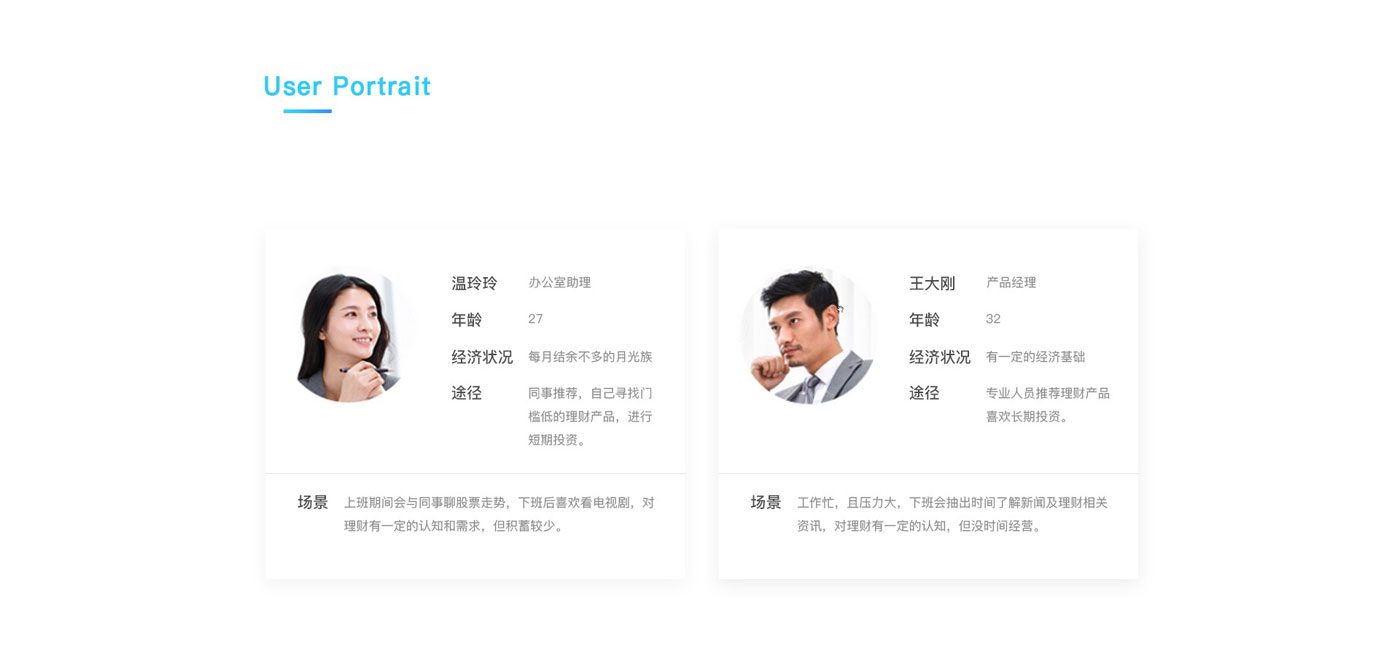 User Portrait
温玲玲 办公室助理
年龄 27
经济状况 每月结余不多的月光族
途径 同事推荐，自己寻找门
槛低的理财产品，进行
短期投资。
场景 上班期间会与同事聊股票走势，下班后喜欢看电视剧，对
理财有一定的认知和需求，但积蓄较少。
王大刚 产品经理
年龄 32
经济状况 有一定的经济基础
途径 专业人员推荐理财产品
喜欢长期投资。
场景 工作忙，且压力大，下班会抽出时间了解新闻及理财相关
资讯，对理财有一定的认知，但没时间经营。